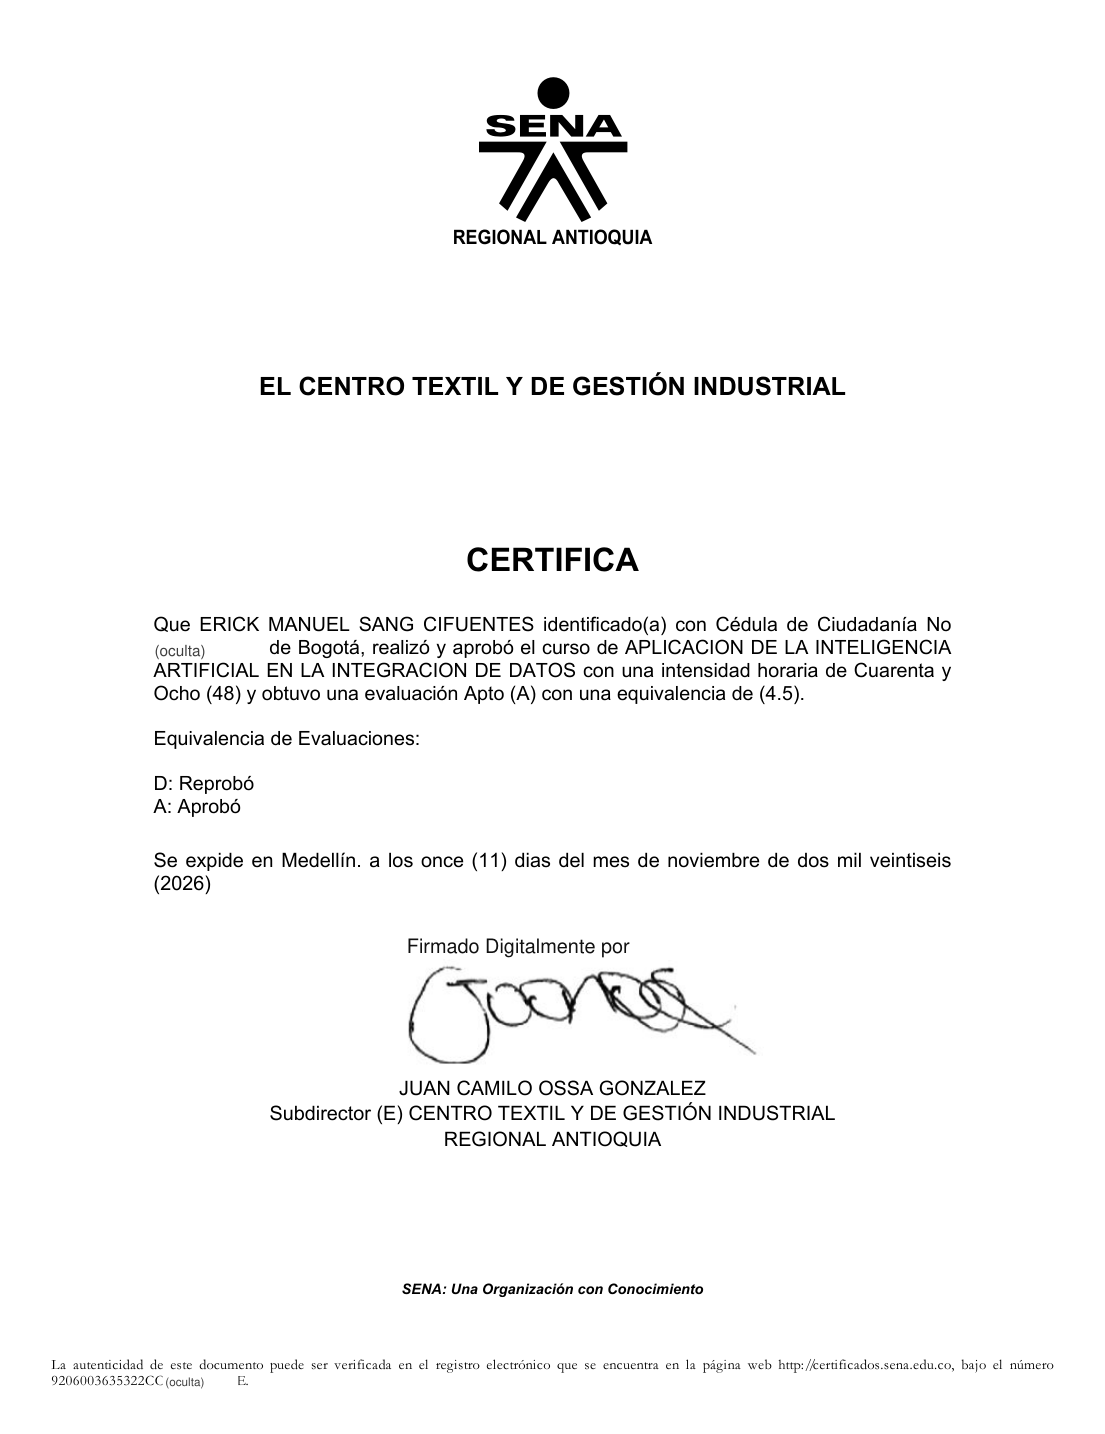 SENA
REGIONAL ANTIOQUIA
EL CENTRO TEXTIL Y DE GESTIÓN INDUSTRIAL
CERTIFICA
Que ERICK MANUEL SANG CIFUENTES identificado(a) con Cédula de Ciudadanía No
(oculta) de Bogotá, realizó y aprobó el curso de APLICACION DE LA INTELIGENCIA
ARTIFICIAL EN LA INTEGRACION DE DATOS con una intensidad horaria de Cuarenta y
Ocho (48) y obtuvo una evaluación Apto (A) con una equivalencia de (4.5).
Equivalencia de Evaluaciones:
D: Reprobó
A: Aprobó
Se expide en Medellín. a los once (11) dias del mes de noviembre de dos mil veintiseis
(2026)
Firmado Digitalmente por
JUAN CAMILO OSSA GONZALEZ
Subdirector (E) CENTRO TEXTIL Y DE GESTIÓN INDUSTRIAL
REGIONAL ANTIOQUIA
SENA: Una Organización con Conocimiento
La autenticidad de este documento puede ser verificada en el registro electrónico que se encuentra en la página web http://certificados.sena.edu.co, bajo el número
9206003635322CC(oculta) E.